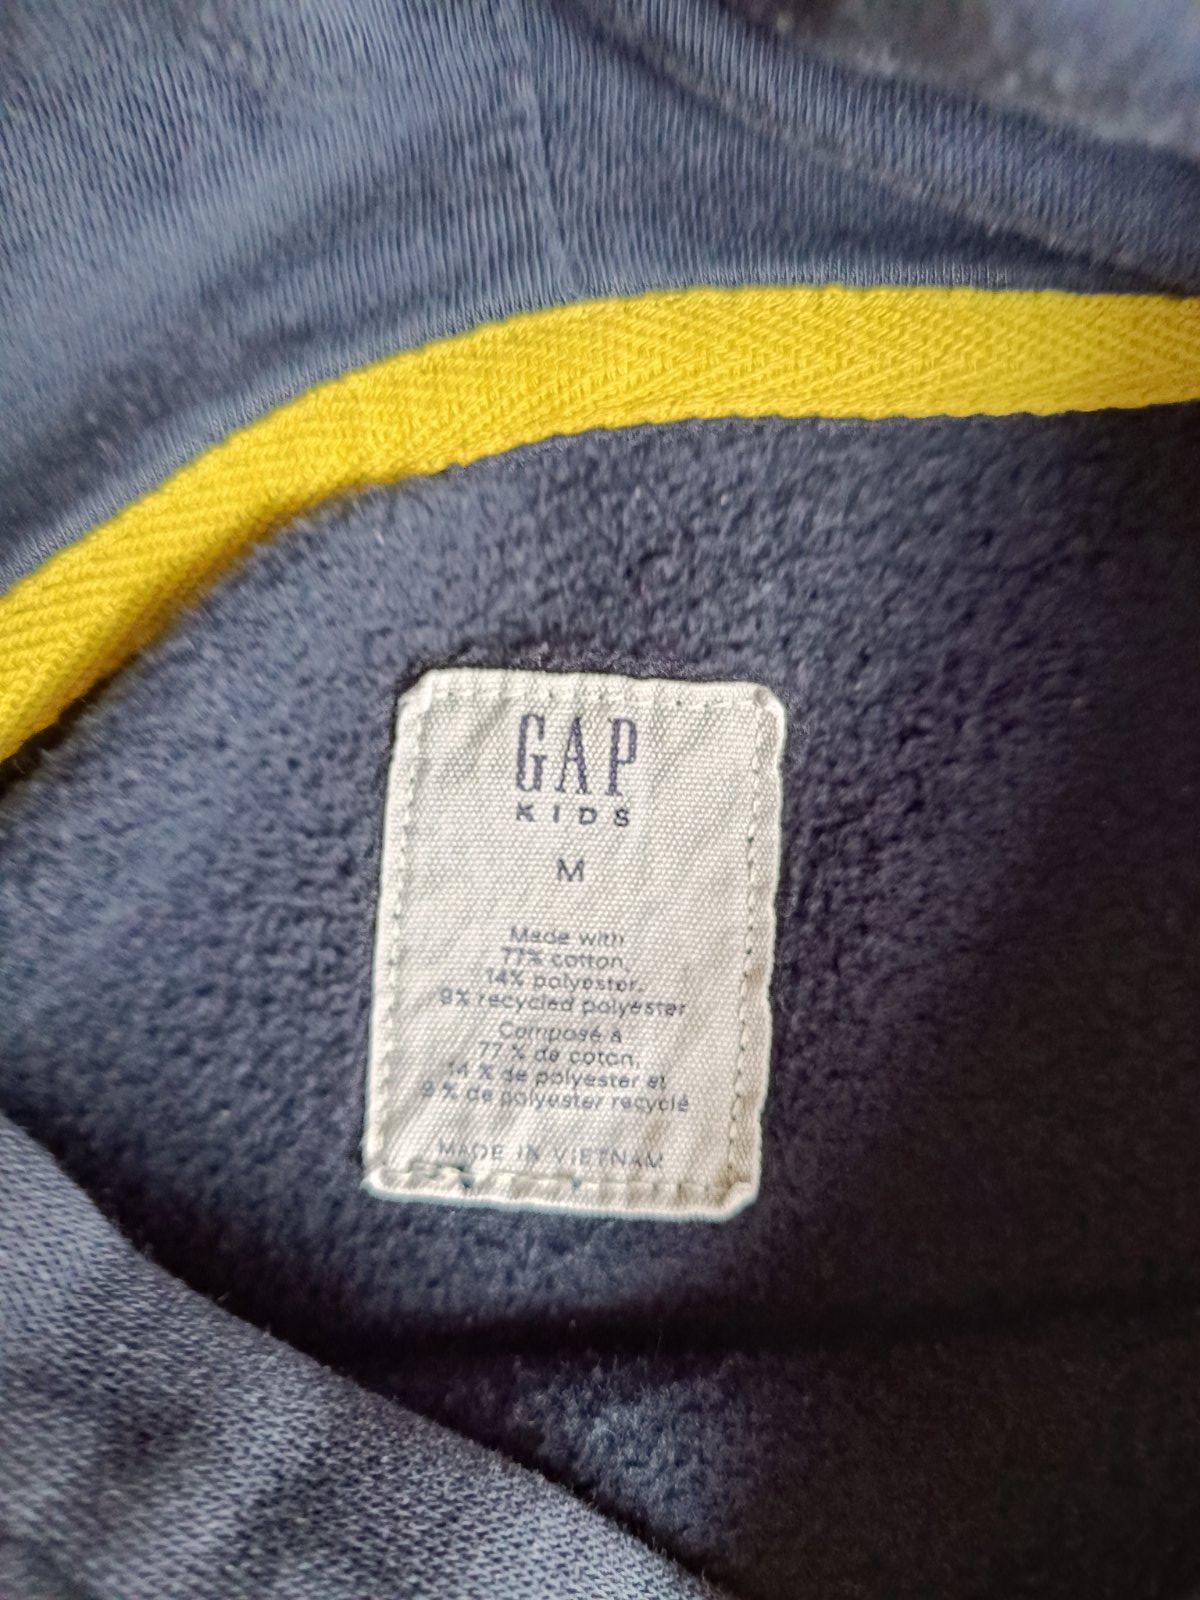 GAP
KIDS
M
Made with
77% cotton,
14% polyester,
9% recycled polyester
Composé à
77 % de coton,
14 % de polyester et
9 % de polyester recyclé
MADE IN VIETNAM